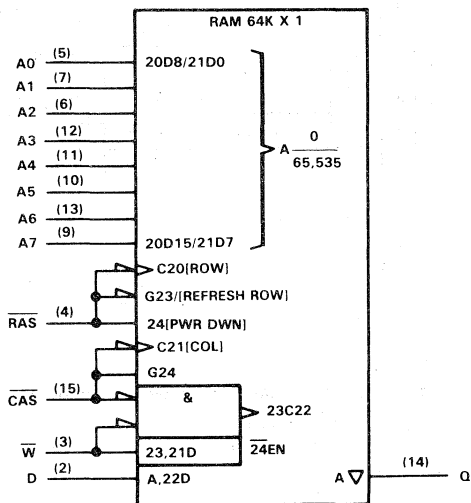 RAM 64K X 1
A0 (5) 20D8/21D0
A1 (7)
A2 (6)
A3 (12) A 0
65,535
A4 (11)
A5 (10)
A6 (13)
A7 (9) 20D15/21D7
C20[ROW]
G23/[REFRESH ROW]
RAS (4) 24[PWR DWN]
C21[COL]
G24
CAS (15) &
23C22
W (3) 23,21D 24EN
D (2) A,22D A (14) Q